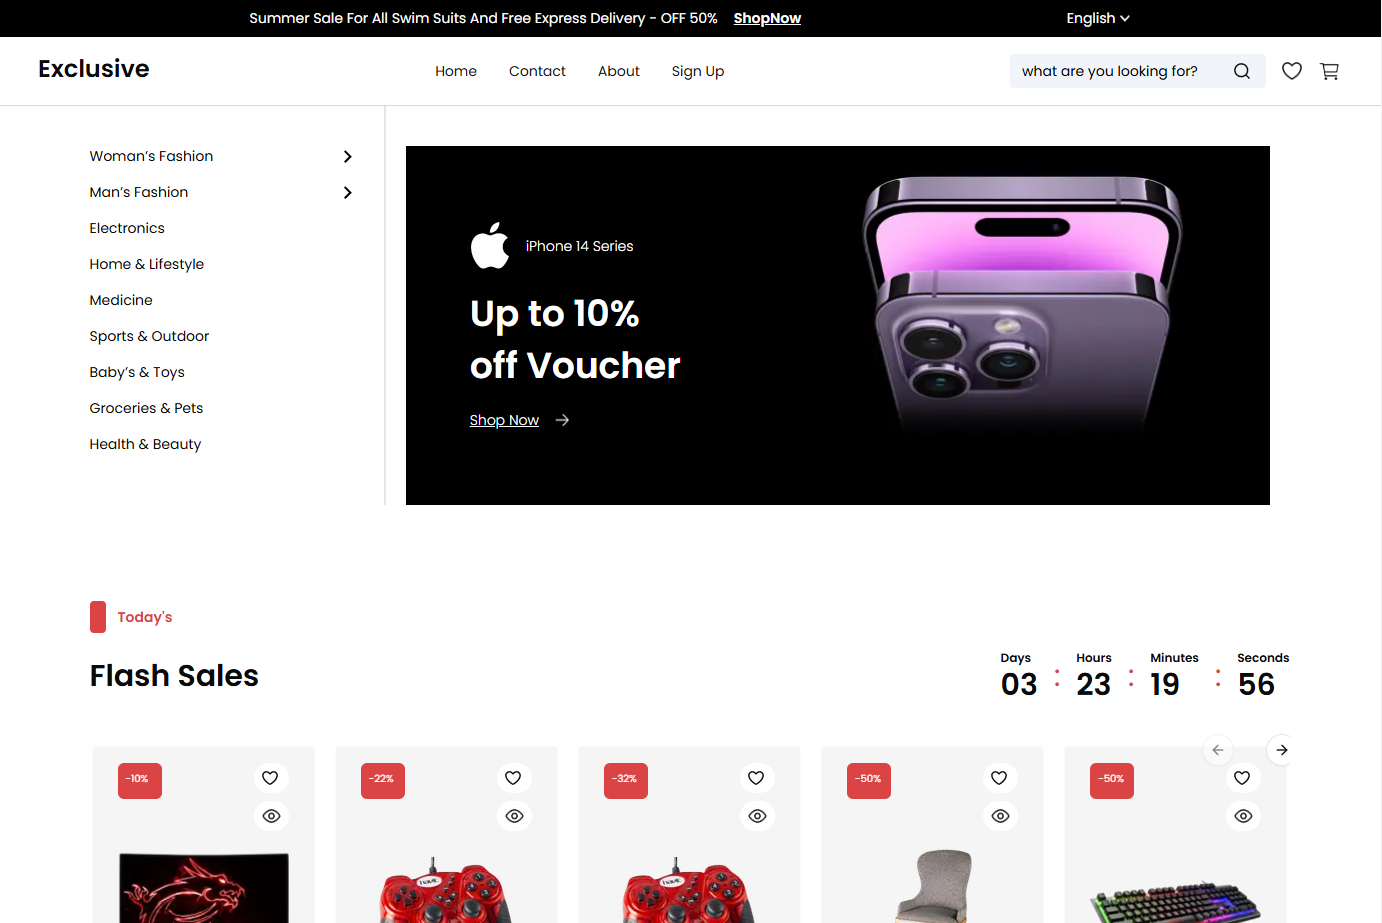 Summer Sale For All Swim Suits And Free Express Delivery - OFF 50% ShopNow English
Exclusive Home Contact About Sign Up what are you looking for?
Woman’s Fashion
Man’s Fashion
Electronics
Home & Lifestyle
Medicine
Sports & Outdoor
Baby’s & Toys
Groceries & Pets
Health & Beauty
iPhone 14 Series
Up to 10%
off Voucher
Shop Now
Today's
Flash Sales
Days Hours Minutes Seconds
03 : 23 : 19 : 56
-10% -22% -32% -50% -50%
havit havit